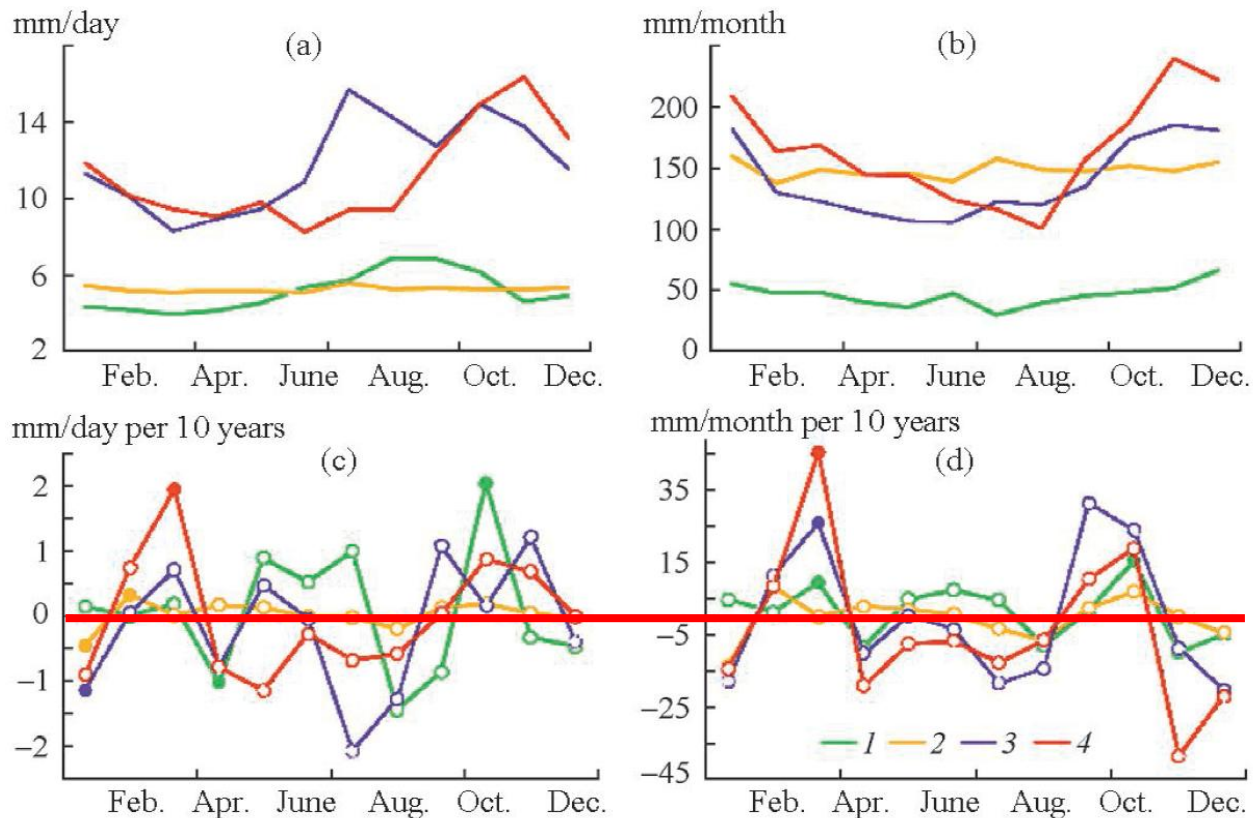 mm/day
(a)
14
10
6
2
Feb. Apr. June Aug. Oct. Dec.
mm/month
(b)
200
150
100
50
0
Feb. Apr. June Aug. Oct. Dec.
mm/day per 10 years
(c)
2
1
0
−1
−2
Feb. Apr. June Aug. Oct. Dec.
mm/month per 10 years
(d)
35
15
−5
−25
−45
1 2 3 4
Feb. Apr. June Aug. Oct. Dec.